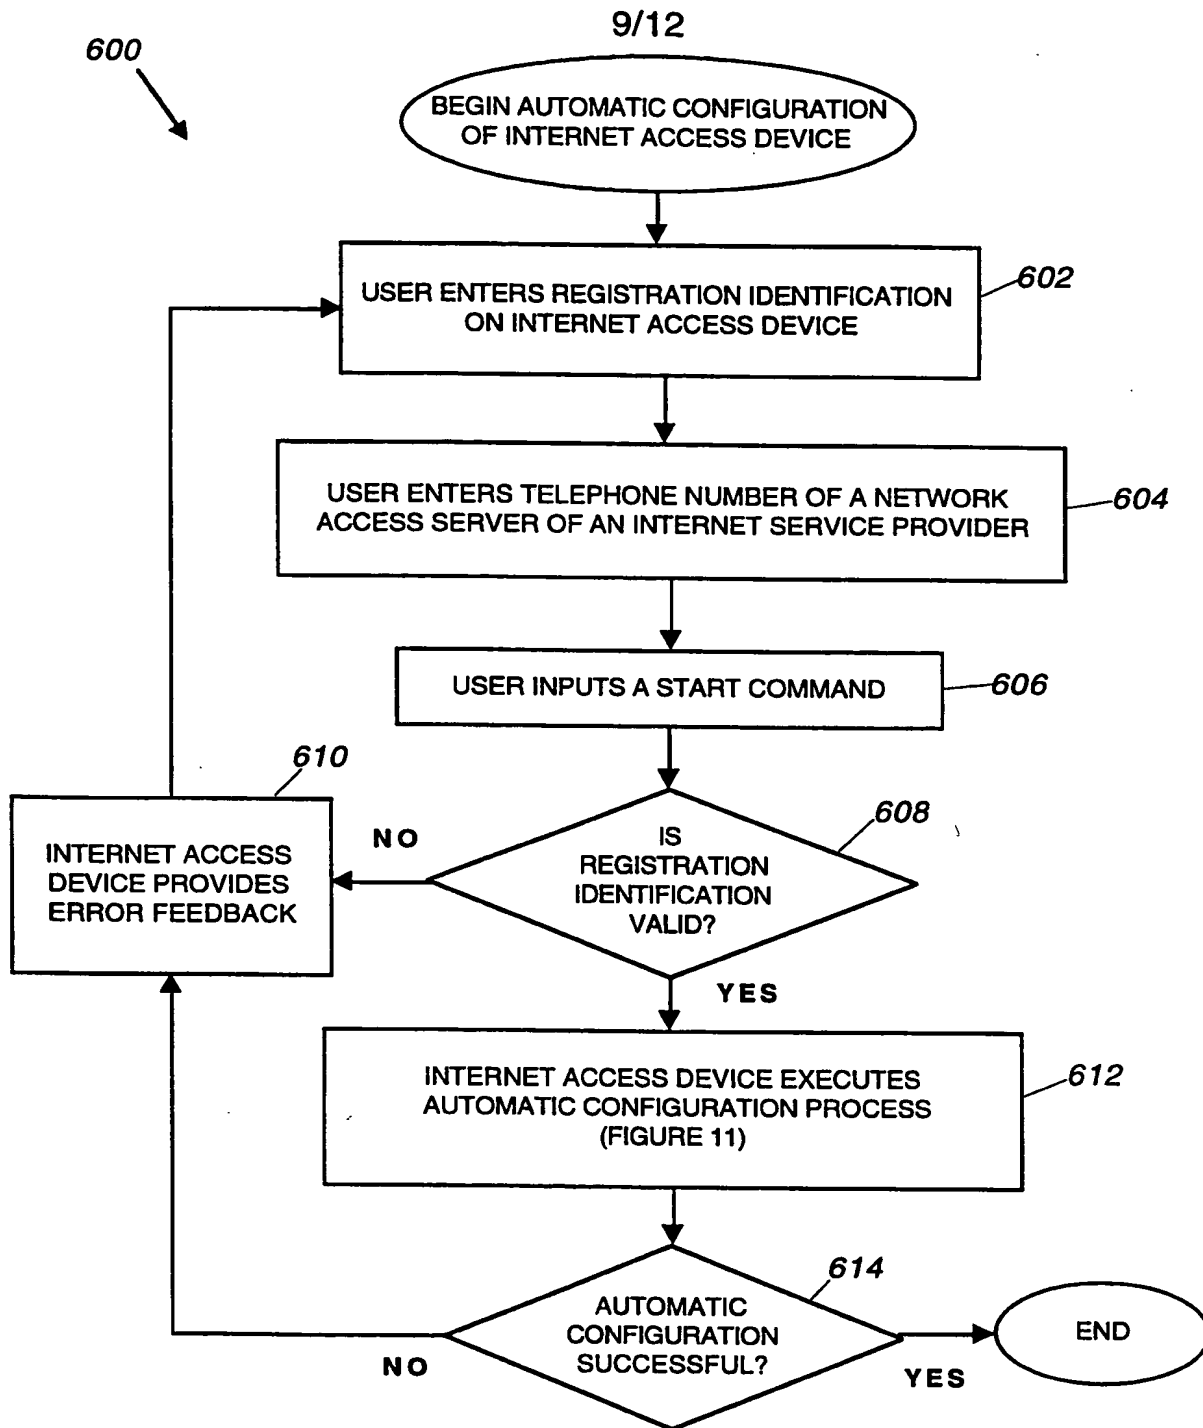 9/12
600
BEGIN AUTOMATIC CONFIGURATION
OF INTERNET ACCESS DEVICE
USER ENTERS REGISTRATION IDENTIFICATION
ON INTERNET ACCESS DEVICE
602
USER ENTERS TELEPHONE NUMBER OF A NETWORK
ACCESS SERVER OF AN INTERNET SERVICE PROVIDER
604
USER INPUTS A START COMMAND
606
610
INTERNET ACCESS
DEVICE PROVIDES
ERROR FEEDBACK
NO
IS
REGISTRATION
IDENTIFICATION
VALID?
608
YES
INTERNET ACCESS DEVICE EXECUTES
AUTOMATIC CONFIGURATION PROCESS
(FIGURE 11)
612
AUTOMATIC
CONFIGURATION
SUCCESSFUL?
614
NO
YES
END